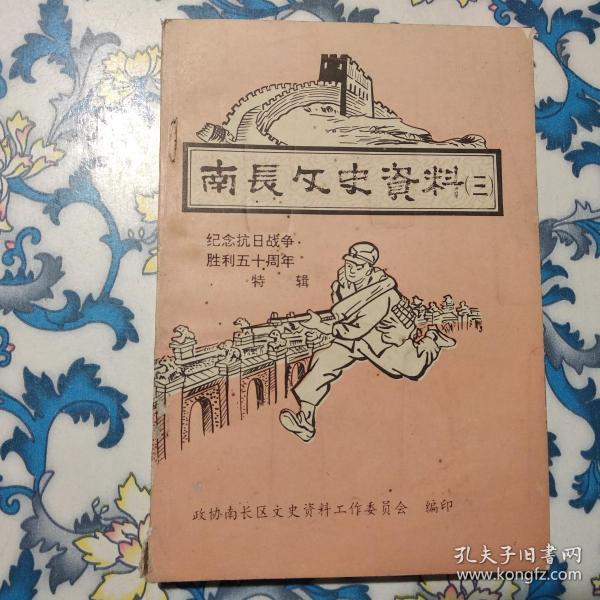 南長文史資料(三)
纪念抗日战争
胜利五十周年
特辑
政协南长区文史资料工作委员会 编印
孔夫子旧书网
www.kongfz.com